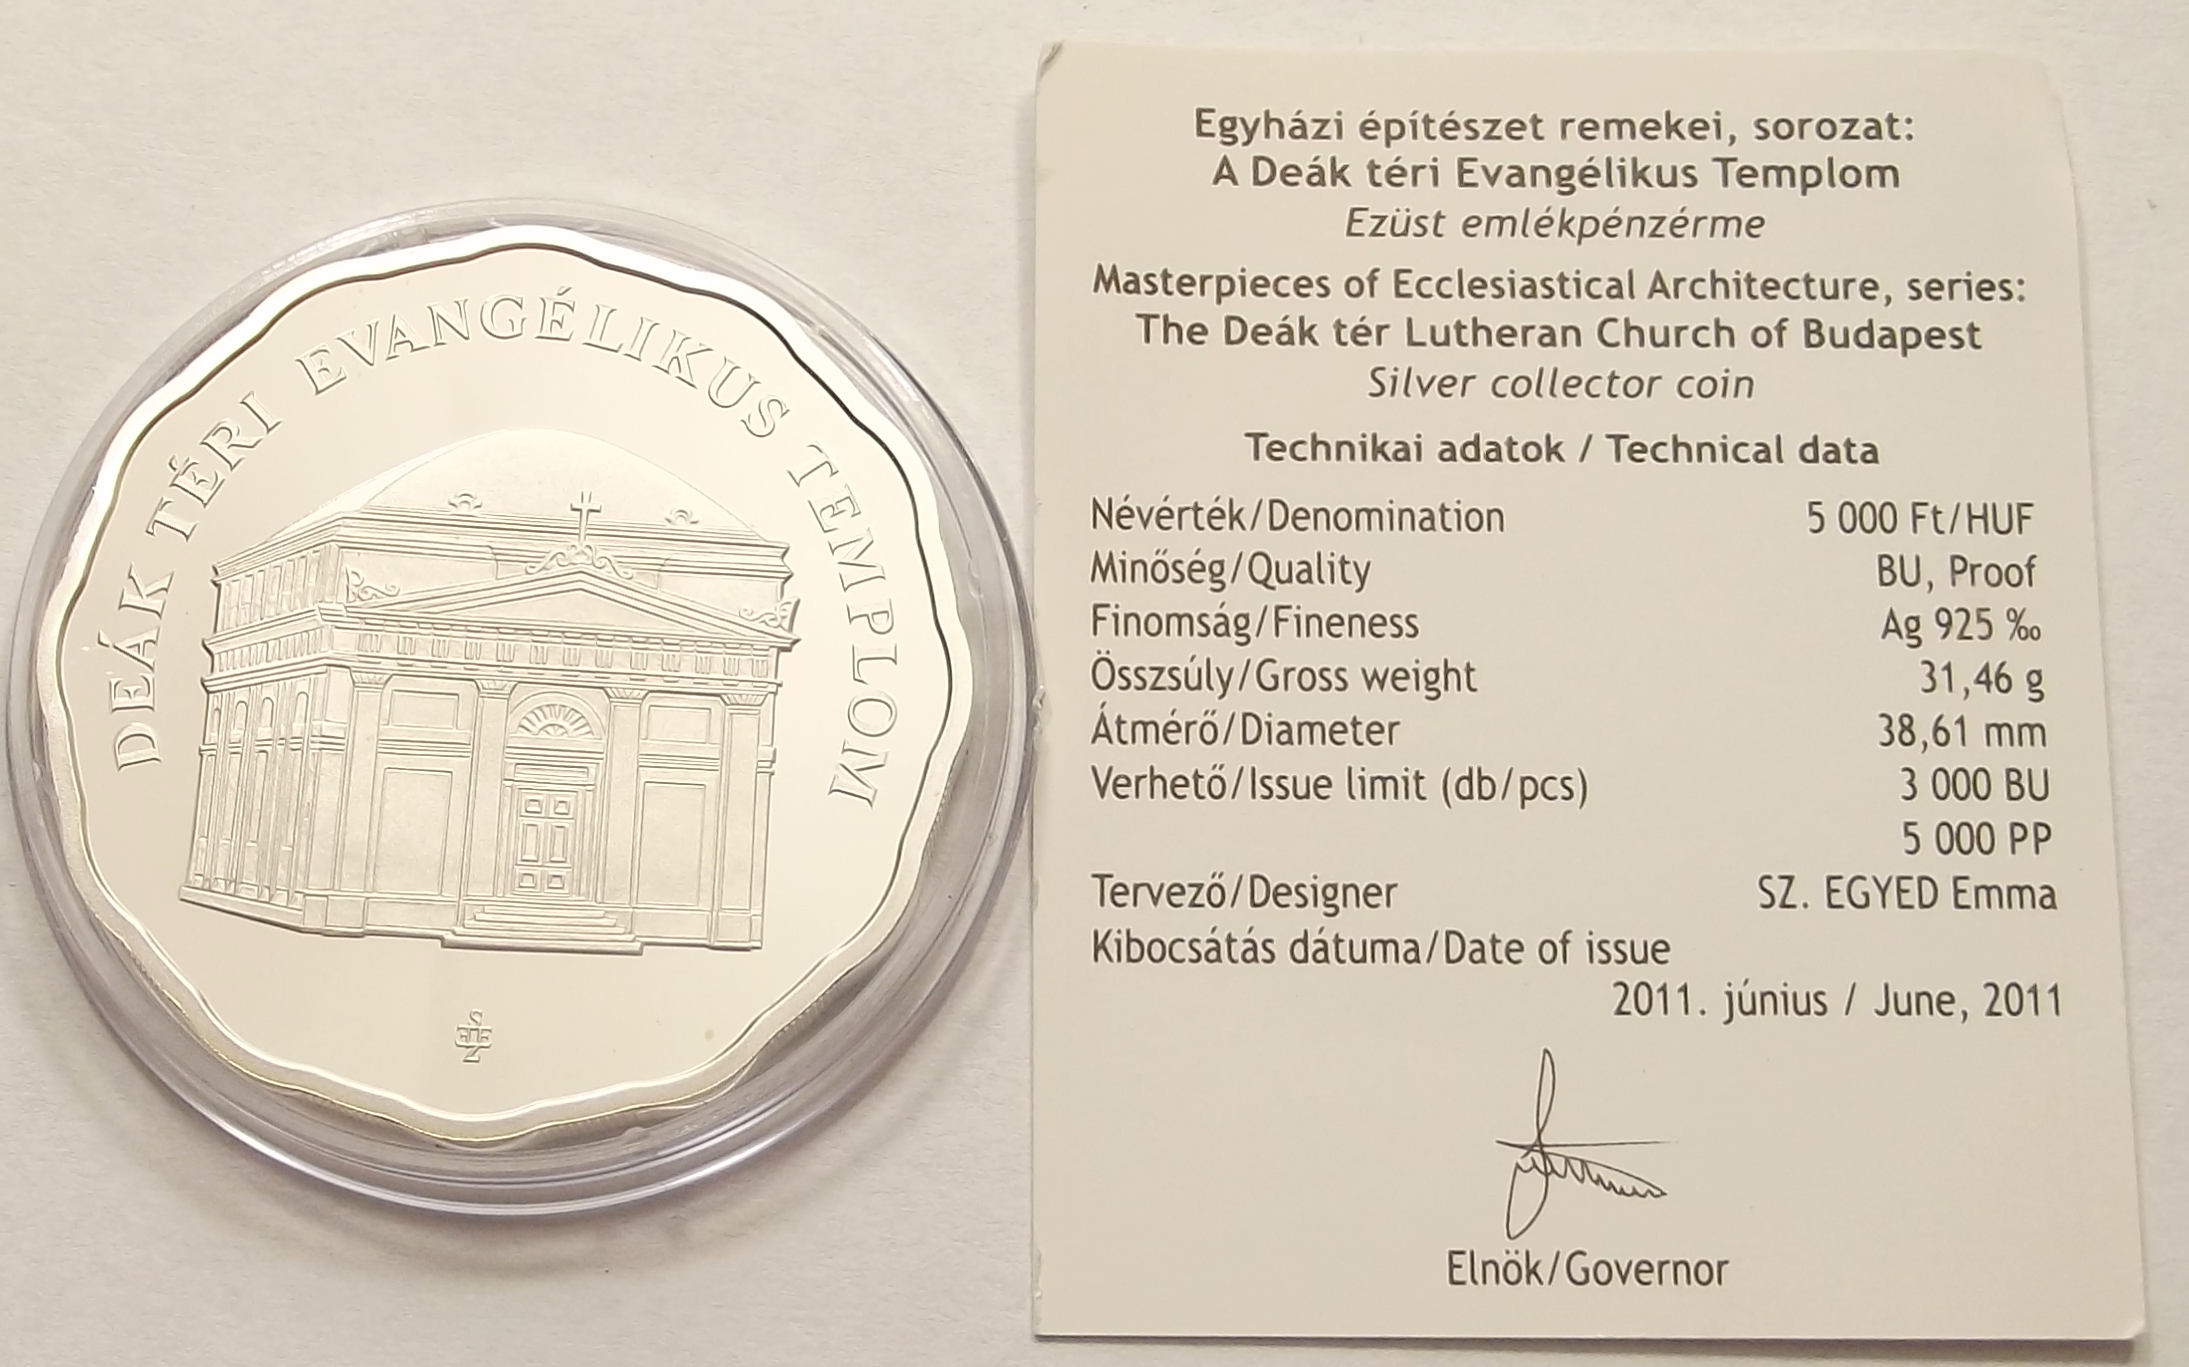 DEÁK TÉRI EVANGÉLIKUS TEMPLOM
Egyházi építészet remekei, sorozat:
A Deák téri Evangélikus Templom
Ezüst emlékpénzérme
Masterpieces of Ecclesiastical Architecture, series:
The Deák tér Lutheran Church of Budapest
Silver collector coin
Technikai adatok / Technical data
Névérték/Denomination 5 000 Ft/HUF
Minőség/Quality BU, Proof
Finomság/Fineness Ag 925 ‰
Összsúly/Gross weight 31,46 g
Átmérő/Diameter 38,61 mm
Verhető/Issue limit (db/pcs) 3 000 BU
5 000 PP
Tervező/Designer SZ. EGYED Emma
Kibocsátás dátuma/Date of issue
2011. június / June, 2011
Elnök/Governor